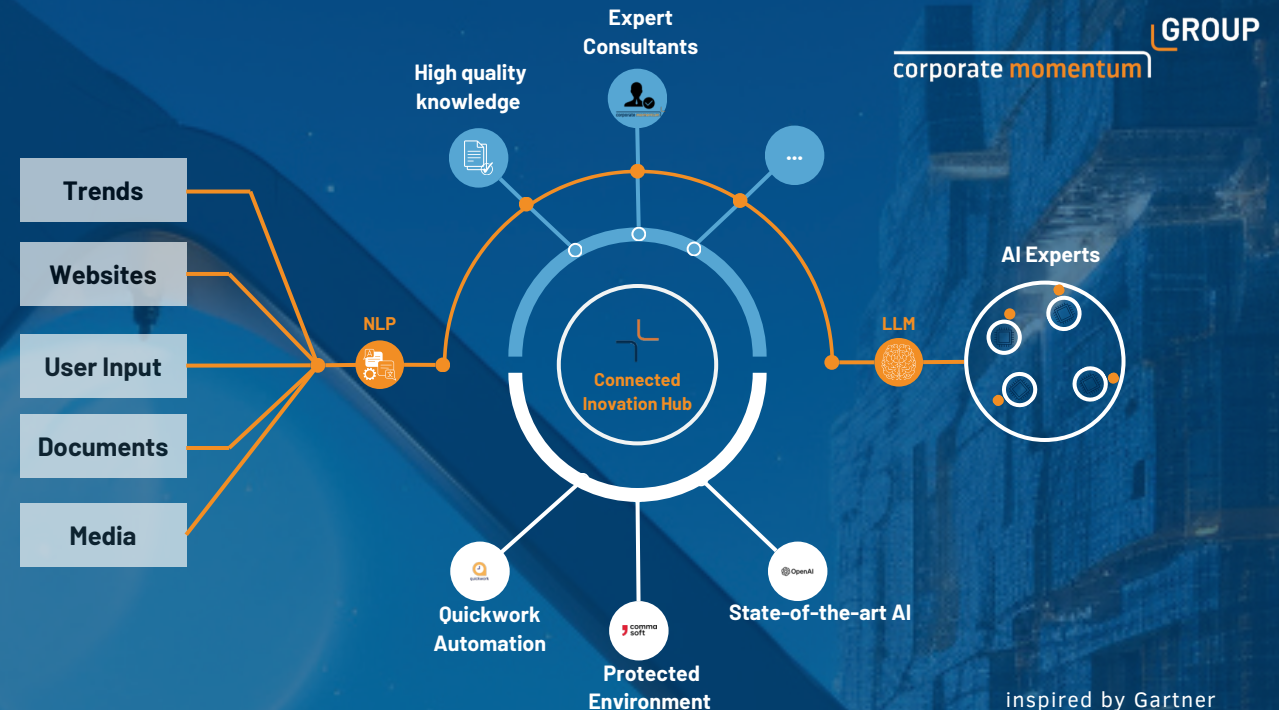 GROUP
corporate momentum
Expert
Consultants
High quality
knowledge
...
Trends
Websites
User Input
Documents
Media
NLP
LLM
AI Experts
Connected
Inovation Hub
quickwork
Quickwork
Automation
comma
soft
Protected
Environment
OpenAI
State-of-the-art AI
inspired by Gartner